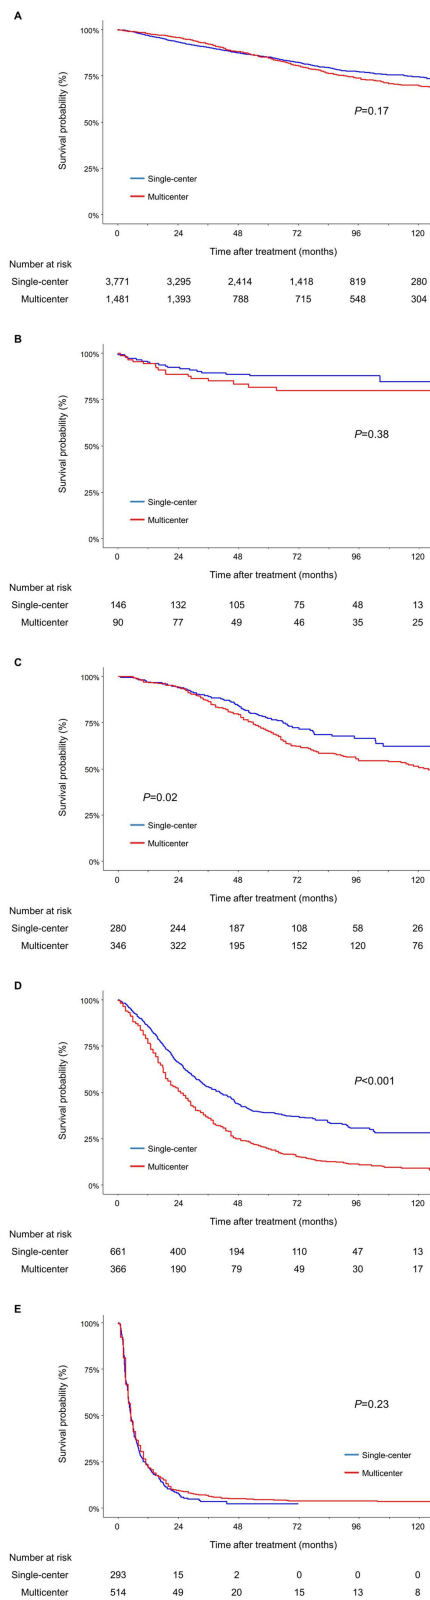 A
100%
75%
50%
25%
0%
Survival probability (%)
P=0.17
Single-center
Multicenter
0 24 48 72 96 120
Time after treatment (months)
Number at risk
Single-center 3,771 3,295 2,414 1,418 819 280
Multicenter 1,481 1,393 788 715 548 304
B
100%
75%
50%
25%
0%
Survival probability (%)
P=0.38
Single-center
Multicenter
0 24 48 72 96 120
Time after treatment (months)
Number at risk
Single-center 146 132 105 75 48 13
Multicenter 90 77 49 46 35 25
C
100%
75%
50%
25%
0%
Survival probability (%)
P=0.02
Single-center
Multicenter
0 24 48 72 96 120
Time after treatment (months)
Number at risk
Single-center 280 244 187 108 58 26
Multicenter 346 322 195 152 120 76
D
100%
75%
50%
25%
0%
Survival probability (%)
P<0.001
Single-center
Multicenter
0 24 48 72 96 120
Time after treatment (months)
Number at risk
Single-center 661 400 194 110 47 13
Multicenter 366 190 79 49 30 17
E
100%
75%
50%
25%
0%
Survival probability (%)
P=0.23
Single-center
Multicenter
0 24 48 72 96 120
Time after treatment (months)
Number at risk
Single-center 293 15 2 0 0 0
Multicenter 514 49 20 15 13 8